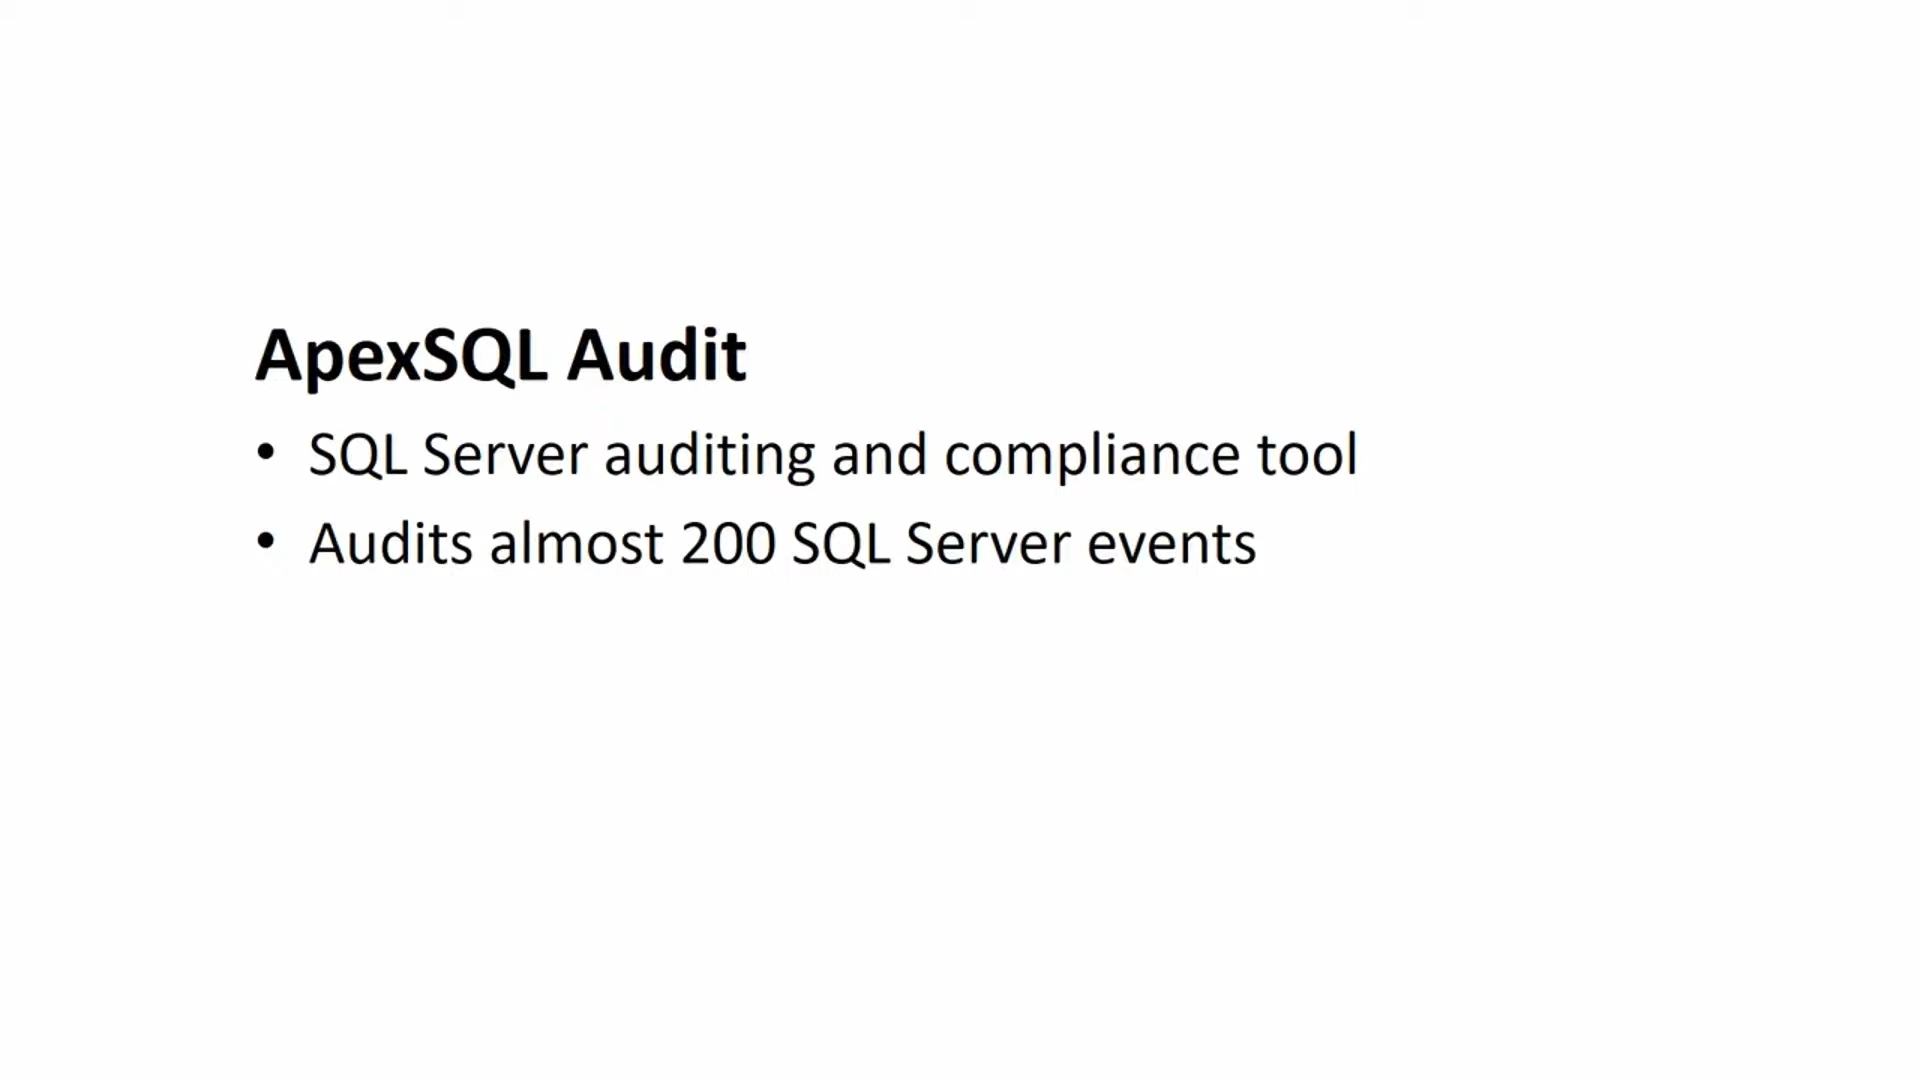 ApexSQL Audit
• SQL Server auditing and compliance tool
• Audits almost 200 SQL Server events